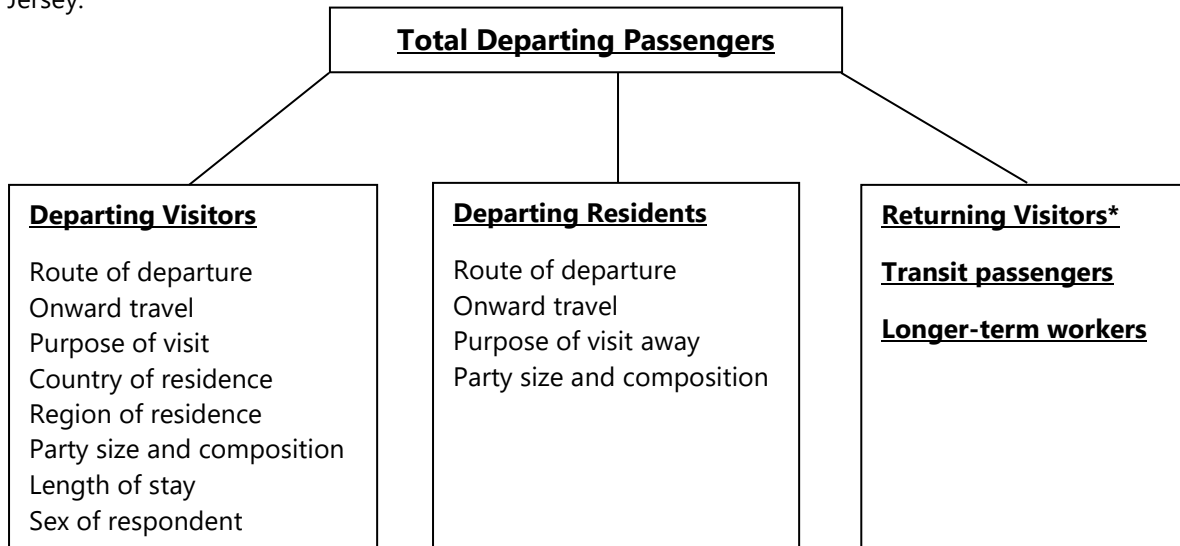 Jersey.
Total Departing Passengers
Departing Visitors
Route of departure
Onward travel
Purpose of visit
Country of residence
Region of residence
Party size and composition
Length of stay
Sex of respondent
Departing Residents
Route of departure
Onward travel
Purpose of visit away
Party size and composition
Returning Visitors*
Transit passengers
Longer-term workers